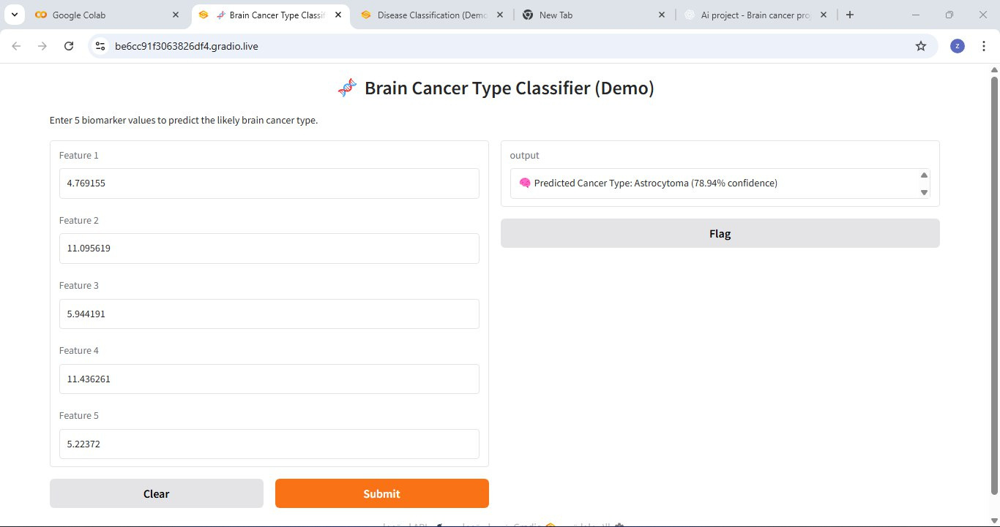 Google Colab
Brain Cancer Type Classif
Disease Classification (Demo
New Tab
Ai project - Brain cancer pro
be6cc91f3063826df4.gradio.live
z
🧬 Brain Cancer Type Classifier (Demo)
Enter 5 biomarker values to predict the likely brain cancer type.
Feature 1
4.769155
Feature 2
11.095619
Feature 3
5.944191
Feature 4
11.436261
Feature 5
5.22372
Clear
Submit
output
🧠 Predicted Cancer Type: Astrocytoma (78.94% confidence)
Flag